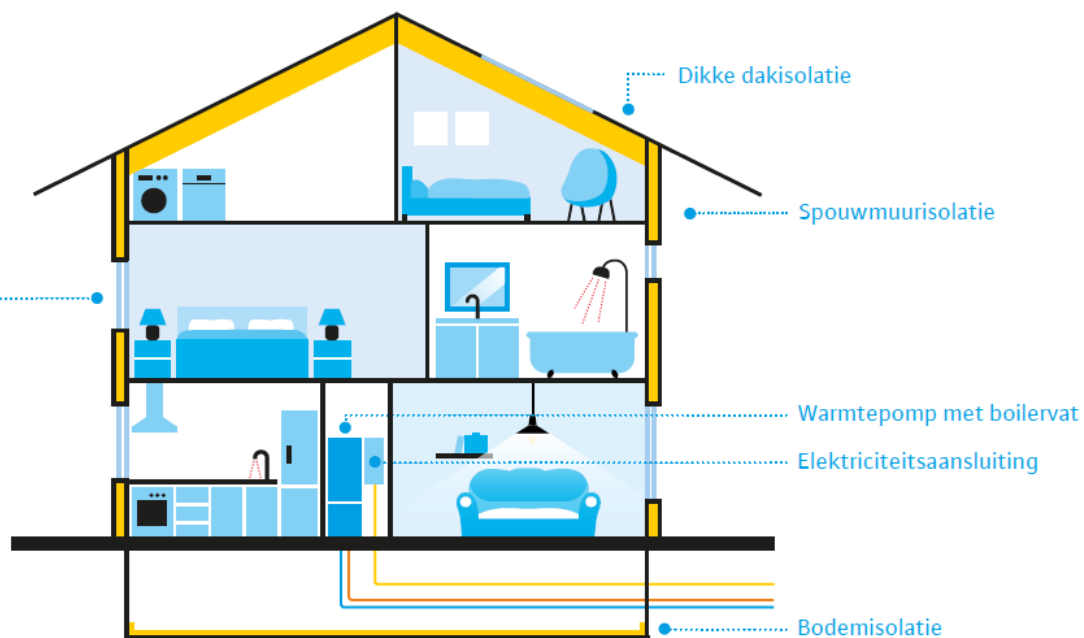 Dikke dakisolatie
Spouwmuurisolatie
Warmtepomp met boilervat
Elektriciteitsaansluiting
Bodemisolatie